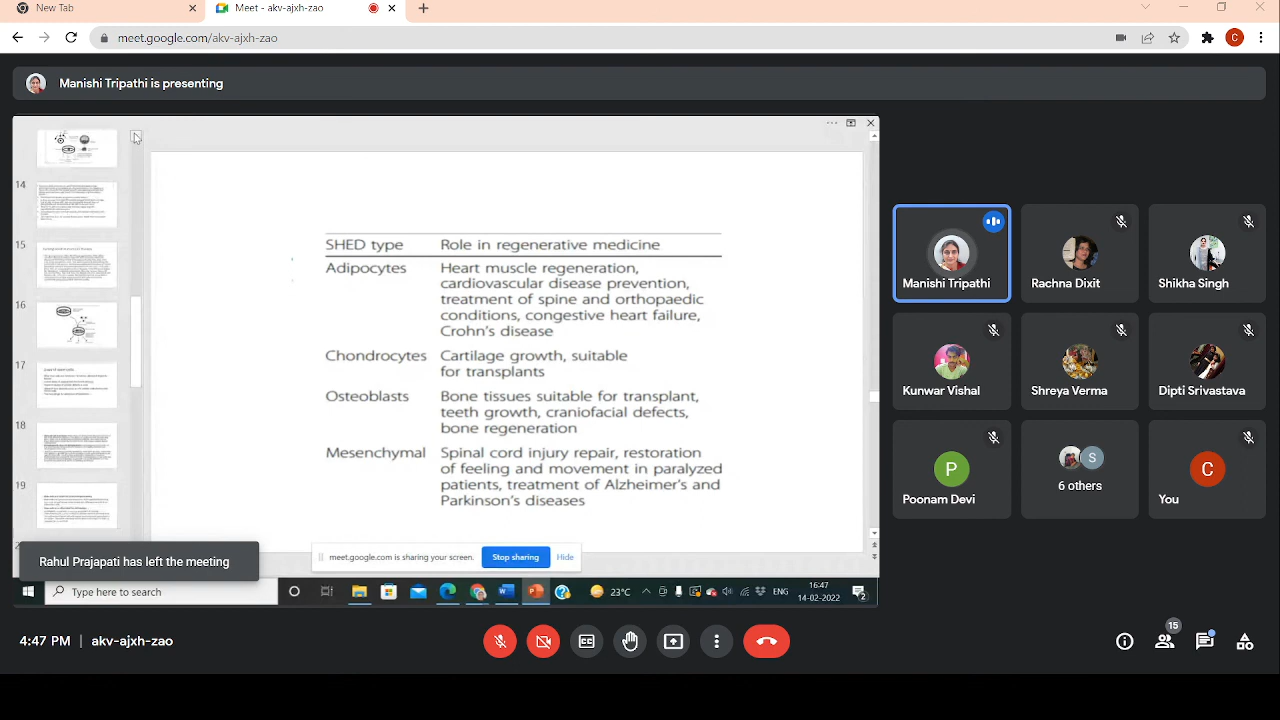 New Tab
Meet - akv-ajxh-zao
meet.google.com/akv-ajxh-zao
C
Manishi Tripathi is presenting
14
15
16
17
18
19
SHED type Role in regenerative medicine
Adipocytes Heart muscle regeneration,
cardiovascular disease prevention,
treatment of spine and orthopaedic
conditions, congestive heart failure,
Crohn's disease
Chondrocytes Cartilage growth, suitable
for transplants
Osteoblasts Bone tissues suitable for transplant,
teeth growth, craniofacial defects,
bone regeneration
Mesenchymal Spinal cord injury repair, restoration
of feeling and movement in paralyzed
patients, treatment of Alzheimer's and
Parkinson's diseases
Manishi Tripathi
Rachna Dixit
Shikha Singh
Kunwar Vishal
Shreya Verma
Dipti Srivastava
P
Poonam Devi
S
6 others
C
You
Rahul Prajapati has left the meeting
meet.google.com is sharing your screen. Stop sharing Hide
Type here to search
23°C
ENG
16:47
14-02-2022
2
4:47 PM akv-ajxh-zao
CC
15